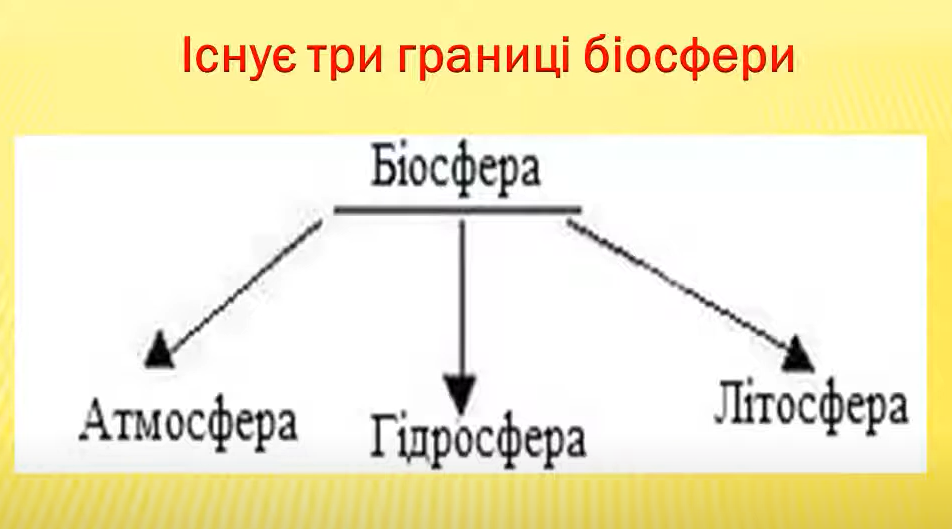 Існує три границі біосфери
Біосфера
Атмосфера
Гідросфера
Літосфера